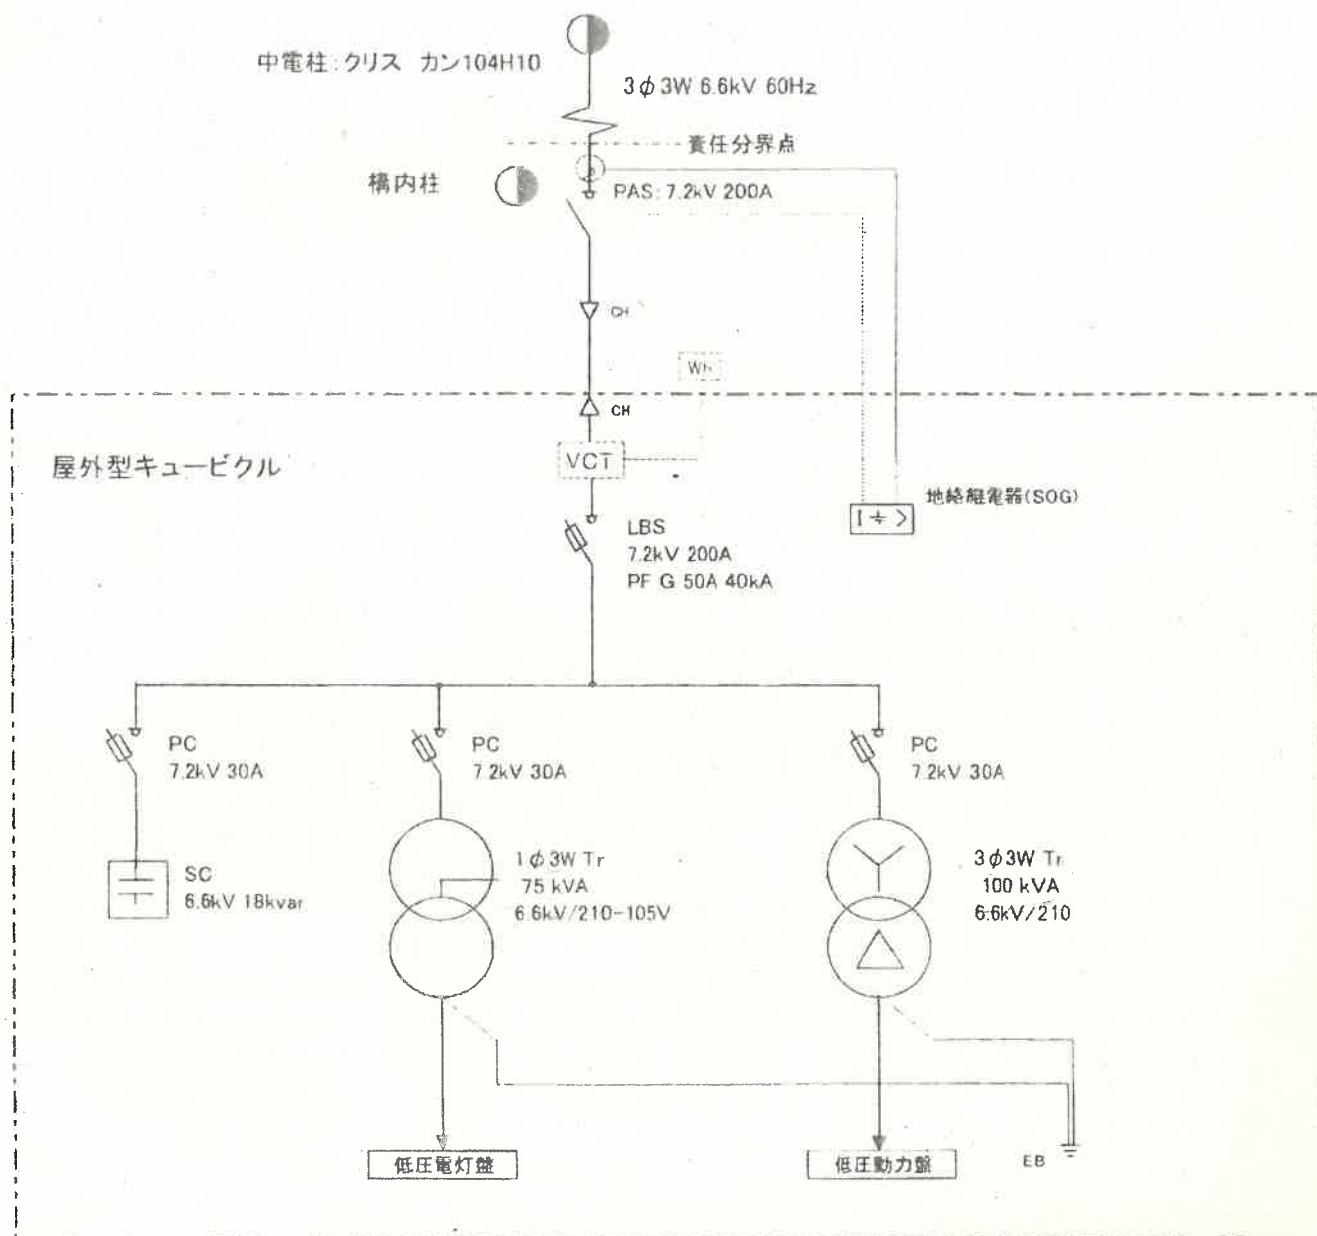 中電柱:クリス カン104H10
3φ3W 6.6kV 60Hz
責任分界点
構内柱
PAS: 7.2kV 200A
CH
Wh
CH
屋外型キュービクル
VCT
地絡継電器(SOG)
I ⏚ >
LBS
7.2kV 200A
PF G 50A 40kA
PC
7.2kV 30A
PC
7.2kV 30A
PC
7.2kV 30A
SC
6.6kV 18kvar
1φ3W Tr
75 kVA
6.6kV/210-105V
3φ3W Tr
100 kVA
6.6kV/210
低圧電灯盤
低圧動力盤
EB